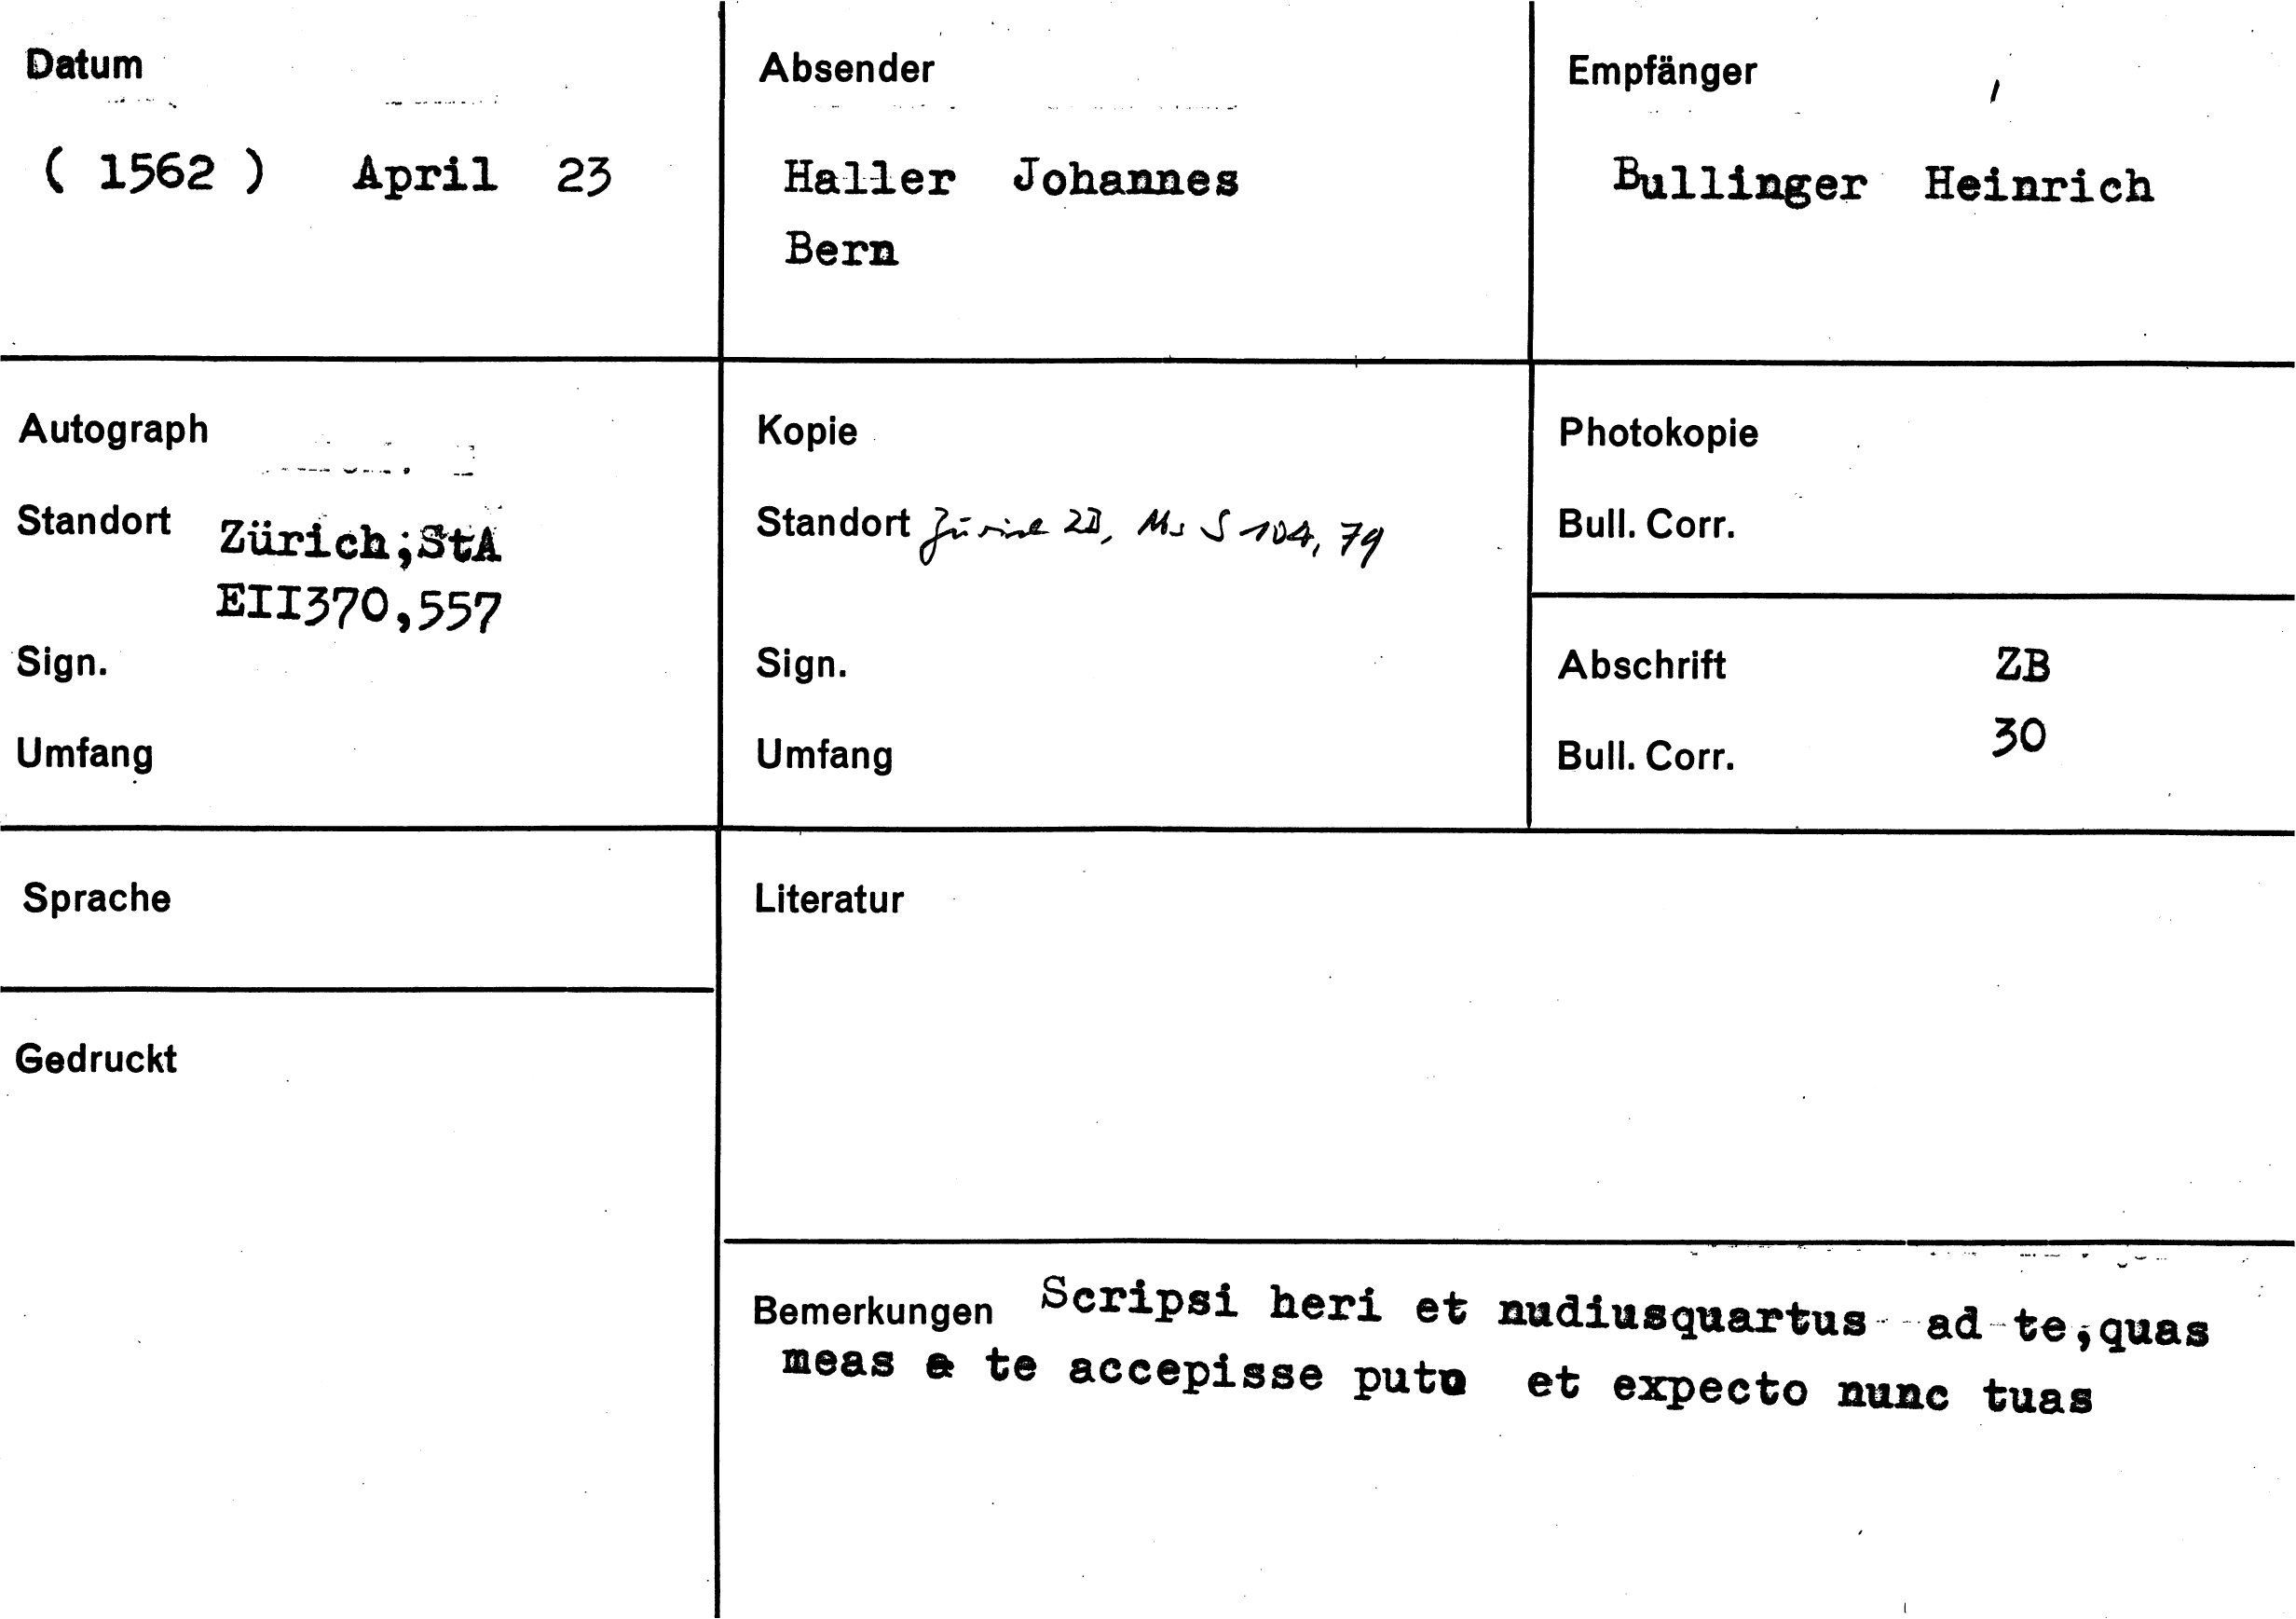 Datum
( 1562 ) April 23
Absender
Haller Johannes
Bern
Empfänger
Bullinger Heinrich
Autograph
Standort Zürich;StA
EII370,557
Sign.
Umfang
Kopie
Standort Zürich ZB, Ms S 104, 79
Sign.
Umfang
Photokopie
Bull. Corr.
Abschrift ZB
30
Bull. Corr.
Sprache
Gedruckt
Literatur
Bemerkungen Scripsi heri et nudiusquartus ad te,quas
meas te accepisse puto et expecto nunc tuas